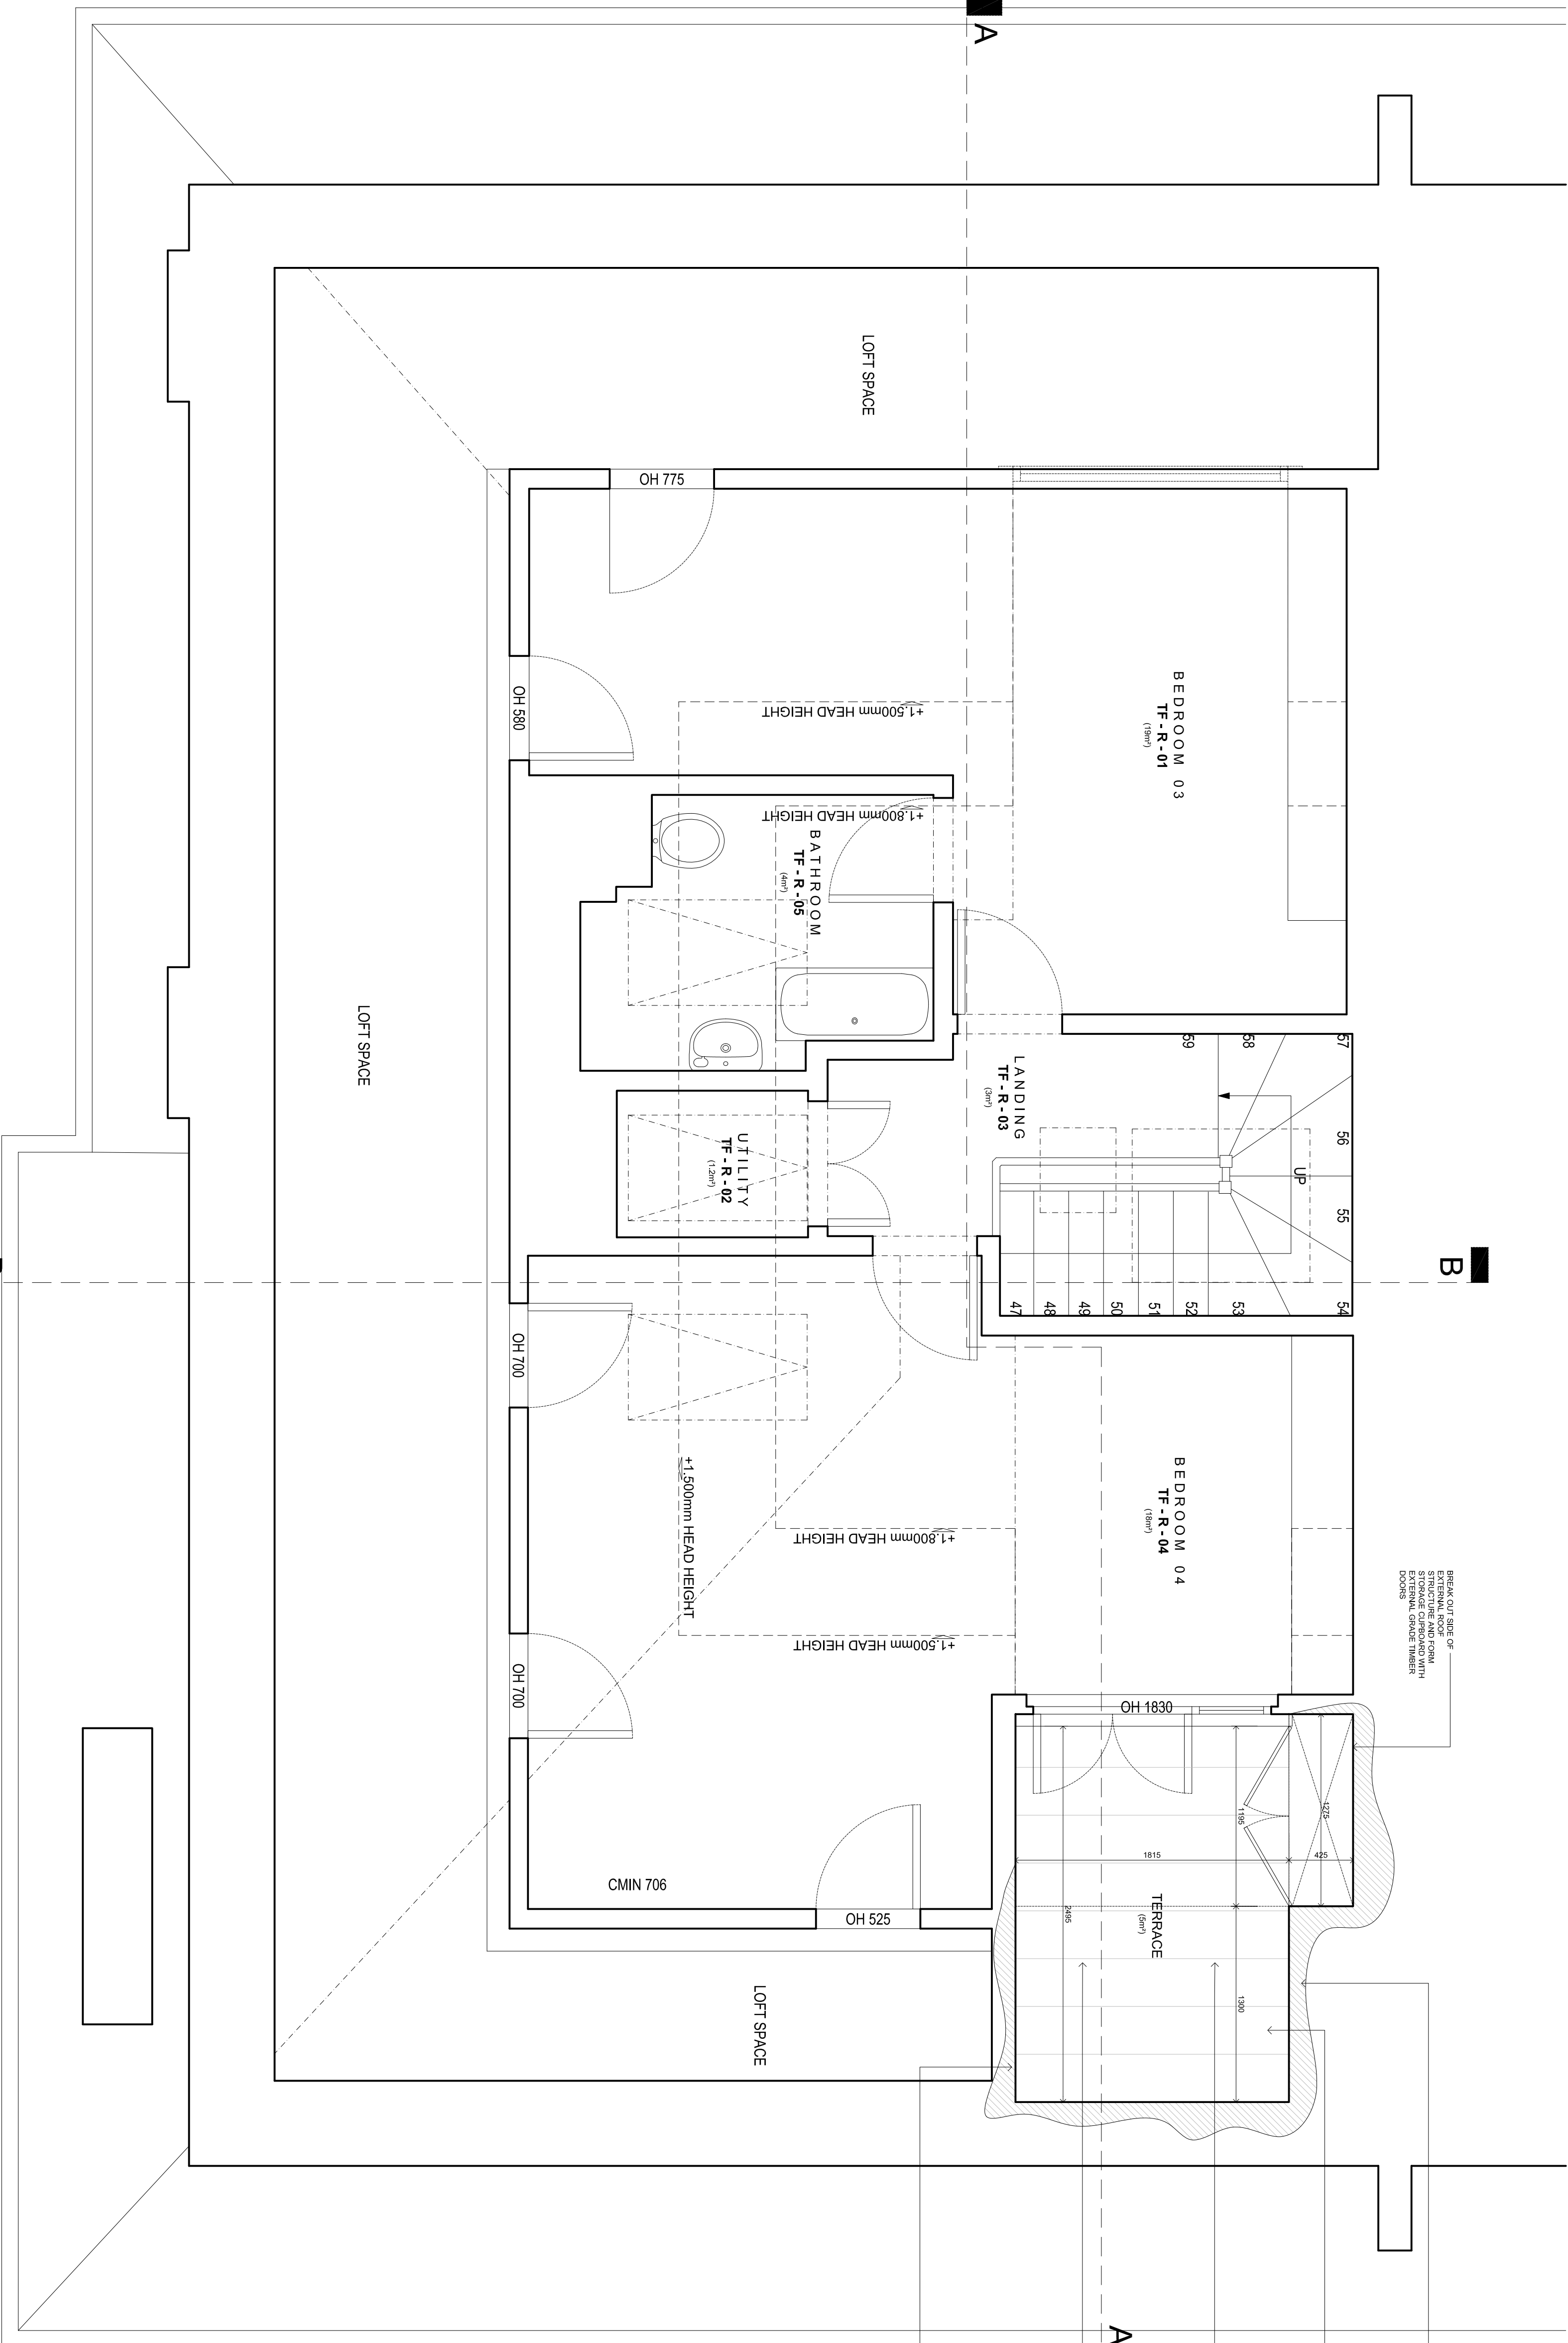 A
LOFT SPACE
OH 775
OH 580
BEDROOM 03
TF - R - 01
(19m²)
+1.500mm HEAD HEIGHT
+1.800mm HEAD HEIGHT
BATHROOM
TF - R - 05
(4m²)
LOFT SPACE
LANDING
TF - R - 03
(3m²)
UTILITY
TF - R - 02
(1.2m²)
57
58
59
56
UP
55
54
53
52
51
50
49
48
47
B
OH 700
BEDROOM 04
TF - R - 04
(18m²)
+1.500mm HEAD HEIGHT
+1.800mm HEAD HEIGHT
+1.500mm HEAD HEIGHT
OH 700
BREAK OUT SIDE OF
EXTERNAL ROOF
STRUCTURE AND FORM
STORAGE CUPBOARD WITH
EXTERNAL GRADE TIMBER
DOORS
OH 1830
1275
1195
425
1815
TERRACE
(5m²)
2495
1300
CMIN 706
OH 525
LOFT SPACE
A